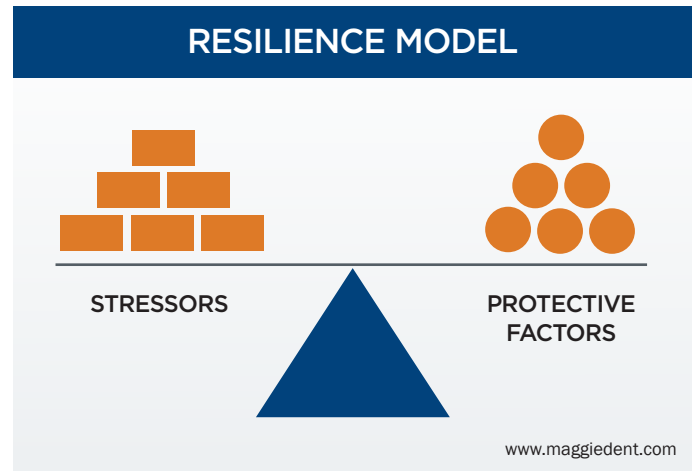 RESILIENCE MODEL
STRESSORS
PROTECTIVE
FACTORS
www.maggiedent.com